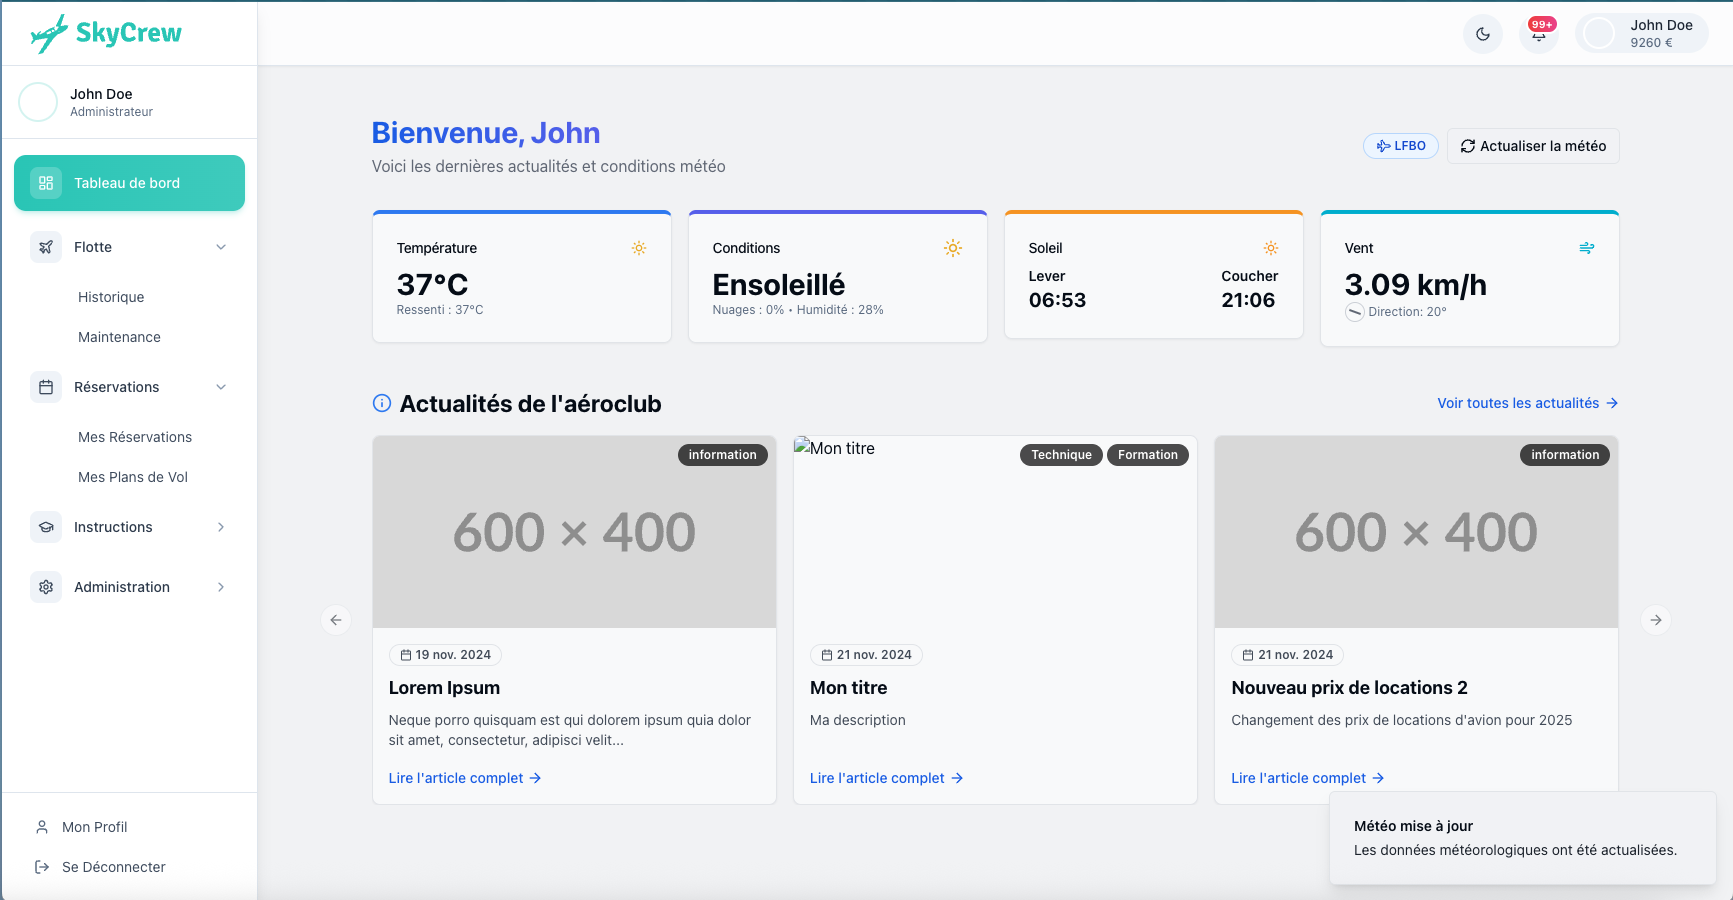 SkyCrew
99+
John Doe
9260 €
John Doe
Administrateur
Tableau de bord
Flotte
Historique
Maintenance
Réservations
Mes Réservations
Mes Plans de Vol
Instructions
Administration
Mon Profil
Se Déconnecter
Bienvenue, John
Voici les dernières actualités et conditions météo
LFBO
Actualiser la météo
Température
37°C
Ressenti : 37°C
Conditions
Ensoleillé
Nuages : 0% • Humidité : 28%
Soleil
Lever
06:53
Coucher
21:06
Vent
3.09 km/h
Direction: 20°
Actualités de l'aéroclub
Voir toutes les actualités
information
600 × 400
19 nov. 2024
Lorem Ipsum
Neque porro quisquam est qui dolorem ipsum quia dolor
sit amet, consectetur, adipisci velit...
Lire l'article complet
Mon titre
Technique
Formation
21 nov. 2024
Mon titre
Ma description
Lire l'article complet
information
600 × 400
21 nov. 2024
Nouveau prix de locations 2
Changement des prix de locations d'avion pour 2025
Lire l'article complet
Météo mise à jour
Les données météorologiques ont été actualisées.